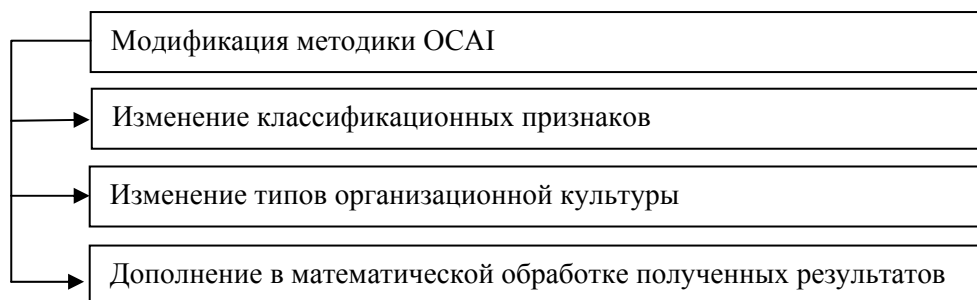 Модификация методики OCAI
Изменение классификационных признаков
Изменение типов организационной культуры
Дополнение в математической обработке полученных результатов